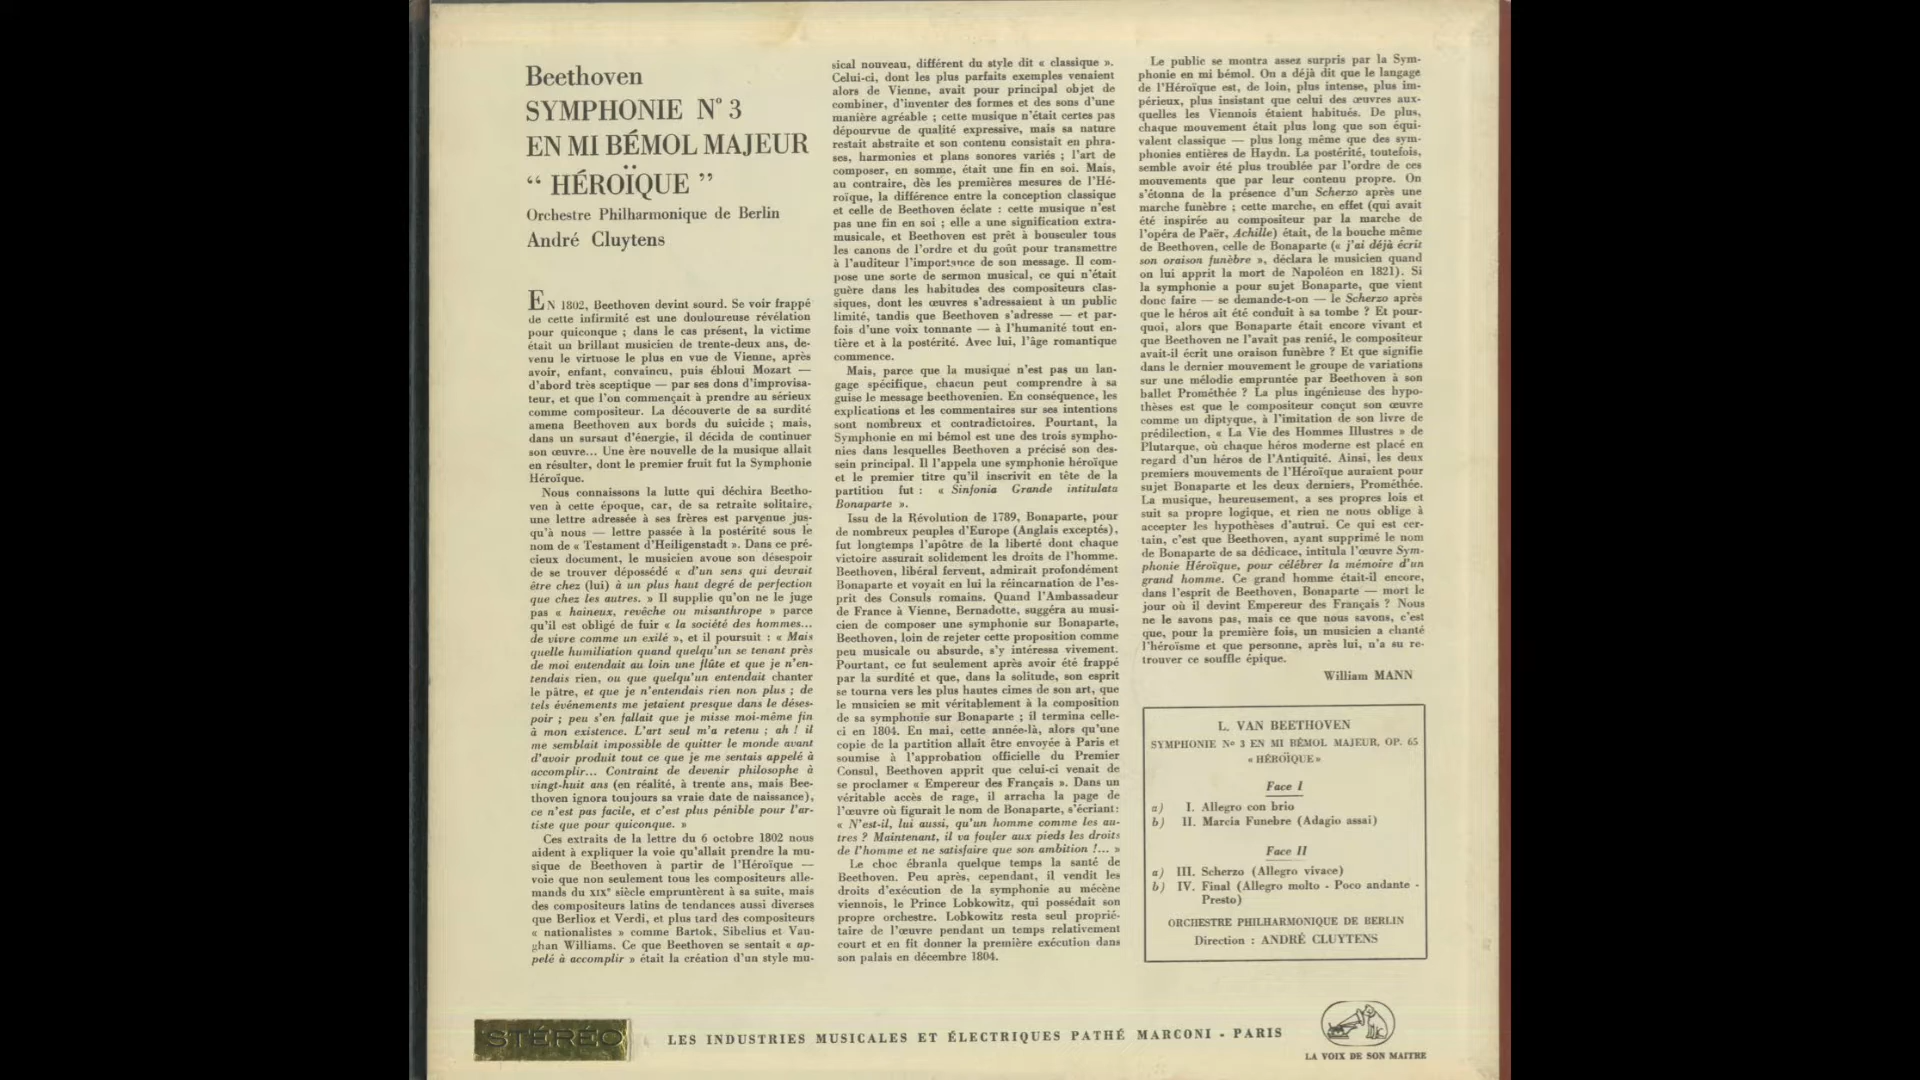 Beethoven
SYMPHONIE N° 3
EN MI BÉMOL MAJEUR
“ HÉROÏQUE ”
Orchestre Philharmonique de Berlin
André Cluytens
EN 1802, Beethoven devint sourd. Se voir frappé
de cette infirmité est une douloureuse révélation
pour quiconque ; dans le cas présent, la victime
était un brillant musicien de trente-deux ans, de-
venu le virtuose le plus en vue de Vienne, après
avoir, enfant, convaincu, puis ébloui Mozart —
d'abord très sceptique — par ses dons d'improvisa-
teur, et que l'on commençait à prendre au sérieux
comme compositeur. La découverte de sa surdité
amena Beethoven aux bords du suicide ; mais,
dans un sursaut d'énergie, il décida de continuer
son œuvre... Une ère nouvelle de la musique allait
en résulter, dont le premier fruit fut la Symphonie
Héroïque.
Nous connaissons la lutte qui déchira Beetho-
ven à cette époque, car, de sa retraite solitaire,
une lettre adressée à ses frères est parvenue jus-
qu'à nous — lettre passée à la postérité sous le
nom de « Testament d'Heiligenstadt ». Dans ce pré-
cieux document, le musicien avoue son désespoir
de se trouver dépossédé « d'un sens qui devrait
être chez (lui) à un plus haut degré de perfection
que chez les autres. » Il supplie qu'on ne le juge
pas « haineux, revêche ou misanthrope » parce
qu'il est obligé de fuir « la société des hommes...
de vivre comme un exilé », et il poursuit : « Mais
quelle humiliation quand quelqu'un se tenant près
de moi entendait au loin une flûte et que je n'en-
tendais rien, ou que quelqu'un entendait chanter
le pâtre, et que je n'entendais rien non plus ; de
tels événements me jetaient presque dans le déses-
poir ; peu s'en fallait que je misse moi-même fin
à mon existence. L'art seul m'a retenu ; ah ! il
me semblait impossible de quitter le monde avant
d'avoir produit tout ce que je me sentais appelé à
accomplir... Contraint de devenir philosophe à
vingt-huit ans (en réalité, à trente ans, mais Bee-
thoven ignora toujours sa vraie date de naissance),
ce n'est pas facile, et c'est plus pénible pour l'ar-
tiste que pour quiconque. »
Ces extraits de la lettre du 6 octobre 1802 nous
aident à expliquer la voie qu'allait prendre la mu-
sique de Beethoven à partir de l'Héroïque —
voie que non seulement tous les compositeurs alle-
mands du XIXe siècle empruntèrent à sa suite, mais
des compositeurs latins de tendances aussi diverses
que Berlioz et Verdi, et plus tard des compositeurs
« nationalistes » comme Bartok, Sibelius et Vau-
ghan Williams. Ce que Beethoven se sentait « ap-
pelé à accomplir » était la création d'un style mu-
sical nouveau, différent du style dit « classique ».
Celui-ci, dont les plus parfaits exemples venaient
alors de Vienne, avait pour principal objet de
combiner, d'inventer des formes et des sons d'une
manière agréable ; cette musique n'était certes pas
dépourvue de qualité expressive, mais sa nature
restait abstraite et son contenu consistait en phra-
ses, harmonies et plans sonores variés ; l'art de
composer, en somme, était une fin en soi. Mais,
au contraire, dès les premières mesures de l'Hé-
roïque, la différence entre la conception classique
et celle de Beethoven éclate : cette musique n'est
pas une fin en soi ; elle a une signification extra-
musicale, et Beethoven est prêt à bousculer tous
les canons de l'ordre et du goût pour transmettre
à l'auditeur l'importance de son message. Il com-
pose une sorte de sermon musical, ce qui n'était
guère dans les habitudes des compositeurs clas-
siques, dont les œuvres s'adressaient à un public
limité, tandis que Beethoven s'adresse — et par-
fois d'une voix tonnante — à l'humanité tout en-
tière et à la postérité. Avec lui, l'âge romantique
commence.
Mais, parce que la musique n'est pas un lan-
gage spécifique, chacun peut comprendre à sa
guise le message beethovenien. En conséquence, les
explications et les commentaires sur ses intentions
sont nombreux et contradictoires. Pourtant, la
Symphonie en mi bémol est une des trois sympho-
nies dans lesquelles Beethoven a précisé son des-
sein principal. Il l'appela une symphonie héroïque
et le premier titre qu'il inscrivit en tête de la
partition fut : « Sinfonia Grande intitulata
Bonaparte ».
Issu de la Révolution de 1789, Bonaparte, pour
de nombreux peuples d'Europe (Anglais exceptés),
fut longtemps l'apôtre de la liberté dont chaque
victoire assurait solidement les droits de l'homme.
Beethoven, libéral fervent, admirait profondément
Bonaparte et voyait en lui la réincarnation de l'es-
prit des Consuls romains. Quand l'Ambassadeur
de France à Vienne, Bernadotte, suggéra au musi-
cien de composer une symphonie sur Bonaparte,
Beethoven, loin de rejeter cette proposition comme
peu musicale ou absurde, s'y intéressa vivement.
Pourtant, ce fut seulement après avoir été frappé
par la surdité et que, dans la solitude, son esprit
se tourna vers les plus hautes cimes de son art, que
le musicien se mit véritablement à la composition
de sa symphonie sur Bonaparte ; il termina celle-
ci en 1804. En mai, cette année-là, alors qu'une
copie de la partition allait être envoyée à Paris et
soumise à l'approbation officielle du Premier
Consul, Beethoven apprit que celui-ci venait de
se proclamer « Empereur des Français ». Dans un
véritable accès de rage, il arracha la page de
l'œuvre où figurait le nom de Bonaparte, s'écriant:
« N'est-il, lui aussi, qu'un homme comme les au-
tres ? Maintenant, il va fouler aux pieds les droits
de l'homme et ne satisfaire que son ambition !... »
Le choc ébranla quelque temps la santé de
Beethoven. Peu après, cependant, il vendit les
droits d'exécution de la symphonie au mécène
viennois, le Prince Lobkowitz, qui possédait son
propre orchestre. Lobkowitz resta seul proprié-
taire de l'œuvre pendant un temps relativement
court et en fit donner la première exécution dans
son palais en décembre 1804.
Le public se montra assez surpris par la Sym-
phonie en mi bémol. On a déjà dit que le langage
de l'Héroïque est, de loin, plus intense, plus im-
périeux, plus insistant que celui des œuvres aux-
quelles les Viennois étaient habitués. De plus,
chaque mouvement était plus long que son équi-
valent classique — plus long même que des sym-
phonies entières de Haydn. La postérité, toutefois,
semble avoir été plus troublée par l'ordre de ces
mouvements que par leur contenu propre. On
s'étonna de la présence d'un Scherzo après une
marche funèbre ; cette marche, en effet (qui avait
été inspirée au compositeur par la marche de
l'opéra de Paër, Achille) était, de la bouche même
de Beethoven, celle de Bonaparte (« j'ai déjà écrit
son oraison funèbre », déclara le musicien quand
on lui apprit la mort de Napoléon en 1821). Si
la symphonie a pour sujet Bonaparte, que vient
donc faire — se demande-t-on — le Scherzo après
que le héros ait été conduit à sa tombe ? Et pour-
quoi, alors que Bonaparte était encore vivant et
que Beethoven ne l'avait pas renié, le compositeur
avait-il écrit une oraison funèbre ? Et que signifie
dans le dernier mouvement le groupe de variations
sur une mélodie empruntée par Beethoven à son
ballet Prométhée ? La plus ingénieuse des hypo-
thèses est que le compositeur conçut son œuvre
comme un diptyque, à l'imitation de son livre de
prédilection, « La Vie des Hommes Illustres » de
Plutarque, où chaque héros moderne est placé en
regard d'un héros de l'Antiquité. Ainsi, les deux
premiers mouvements de l'Héroïque auraient pour
sujet Bonaparte et les deux derniers, Prométhée.
La musique, heureusement, a ses propres lois et
suit sa propre logique, et rien ne nous oblige à
accepter les hypothèses d'autrui. Ce qui est cer-
tain, c'est que Beethoven, ayant supprimé le nom
de Bonaparte de sa dédicace, intitula l'œuvre Sym-
phonie Héroïque, pour célébrer la mémoire d'un
grand homme. Ce grand homme était-il encore,
dans l'esprit de Beethoven, Bonaparte — mort le
jour où il devint Empereur des Français ? Nous
ne le savons pas, mais ce que nous savons, c'est
que, pour la première fois, un musicien a chanté
l'héroïsme et que personne, après lui, n'a su re-
trouver ce souffle épique.
William MANN
L. VAN BEETHOVEN
SYMPHONIE N° 3 EN MI BÉMOL MAJEUR, OP. 65
« HÉROÏQUE »
Face I
a) I. Allegro con brio
b) II. Marcia Funebre (Adagio assai)
Face II
a) III. Scherzo (Allegro vivace)
b) IV. Final (Allegro molto - Poco andante -
Presto)
ORCHESTRE PHILHARMONIQUE DE BERLIN
Direction : ANDRÉ CLUYTENS
STÉRÉO
LES INDUSTRIES MUSICALES ET ÉLECTRIQUES PATHÉ MARCONI - PARIS
LA VOIX DE SON MAITRE